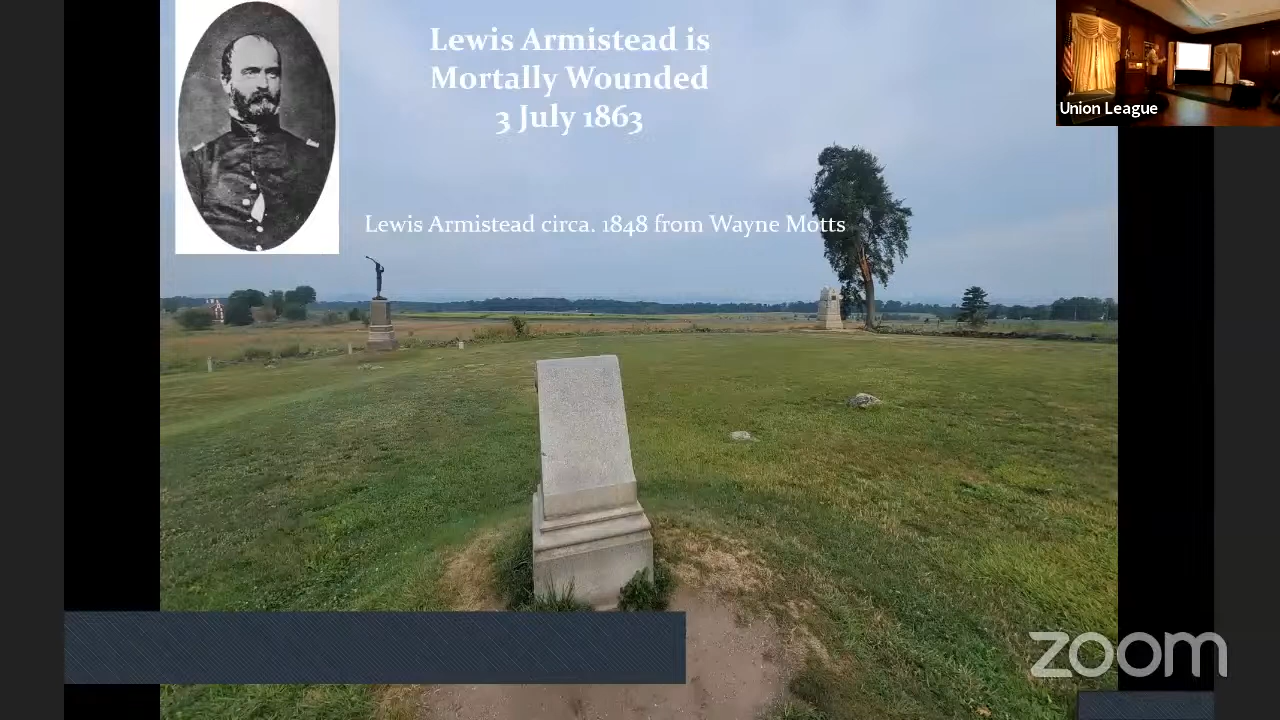 Lewis Armistead is
Mortally Wounded
3 July 1863
Union League
Lewis Armistead circa. 1848 from Wayne Motts
zoom